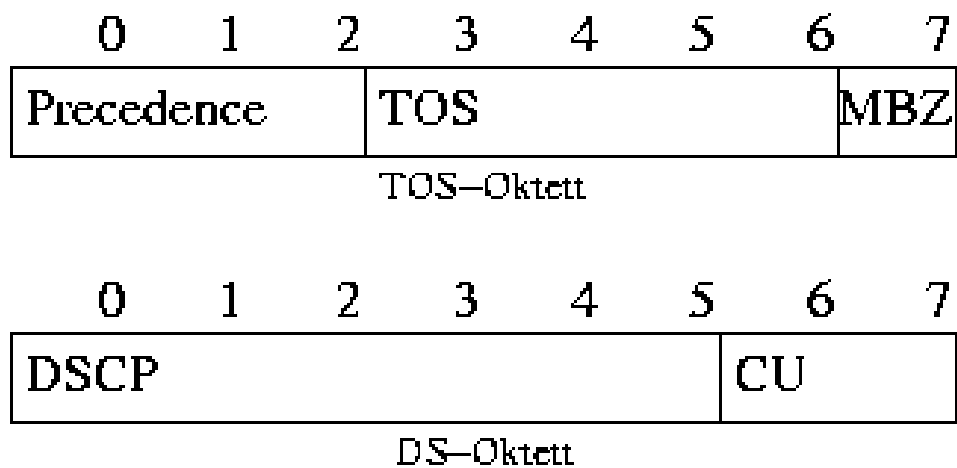 0 1 2 3 4 5 6 7
Precedence TOS MBZ
TOS–Oktett
0 1 2 3 4 5 6 7
DSCP CU
DS–Oktett